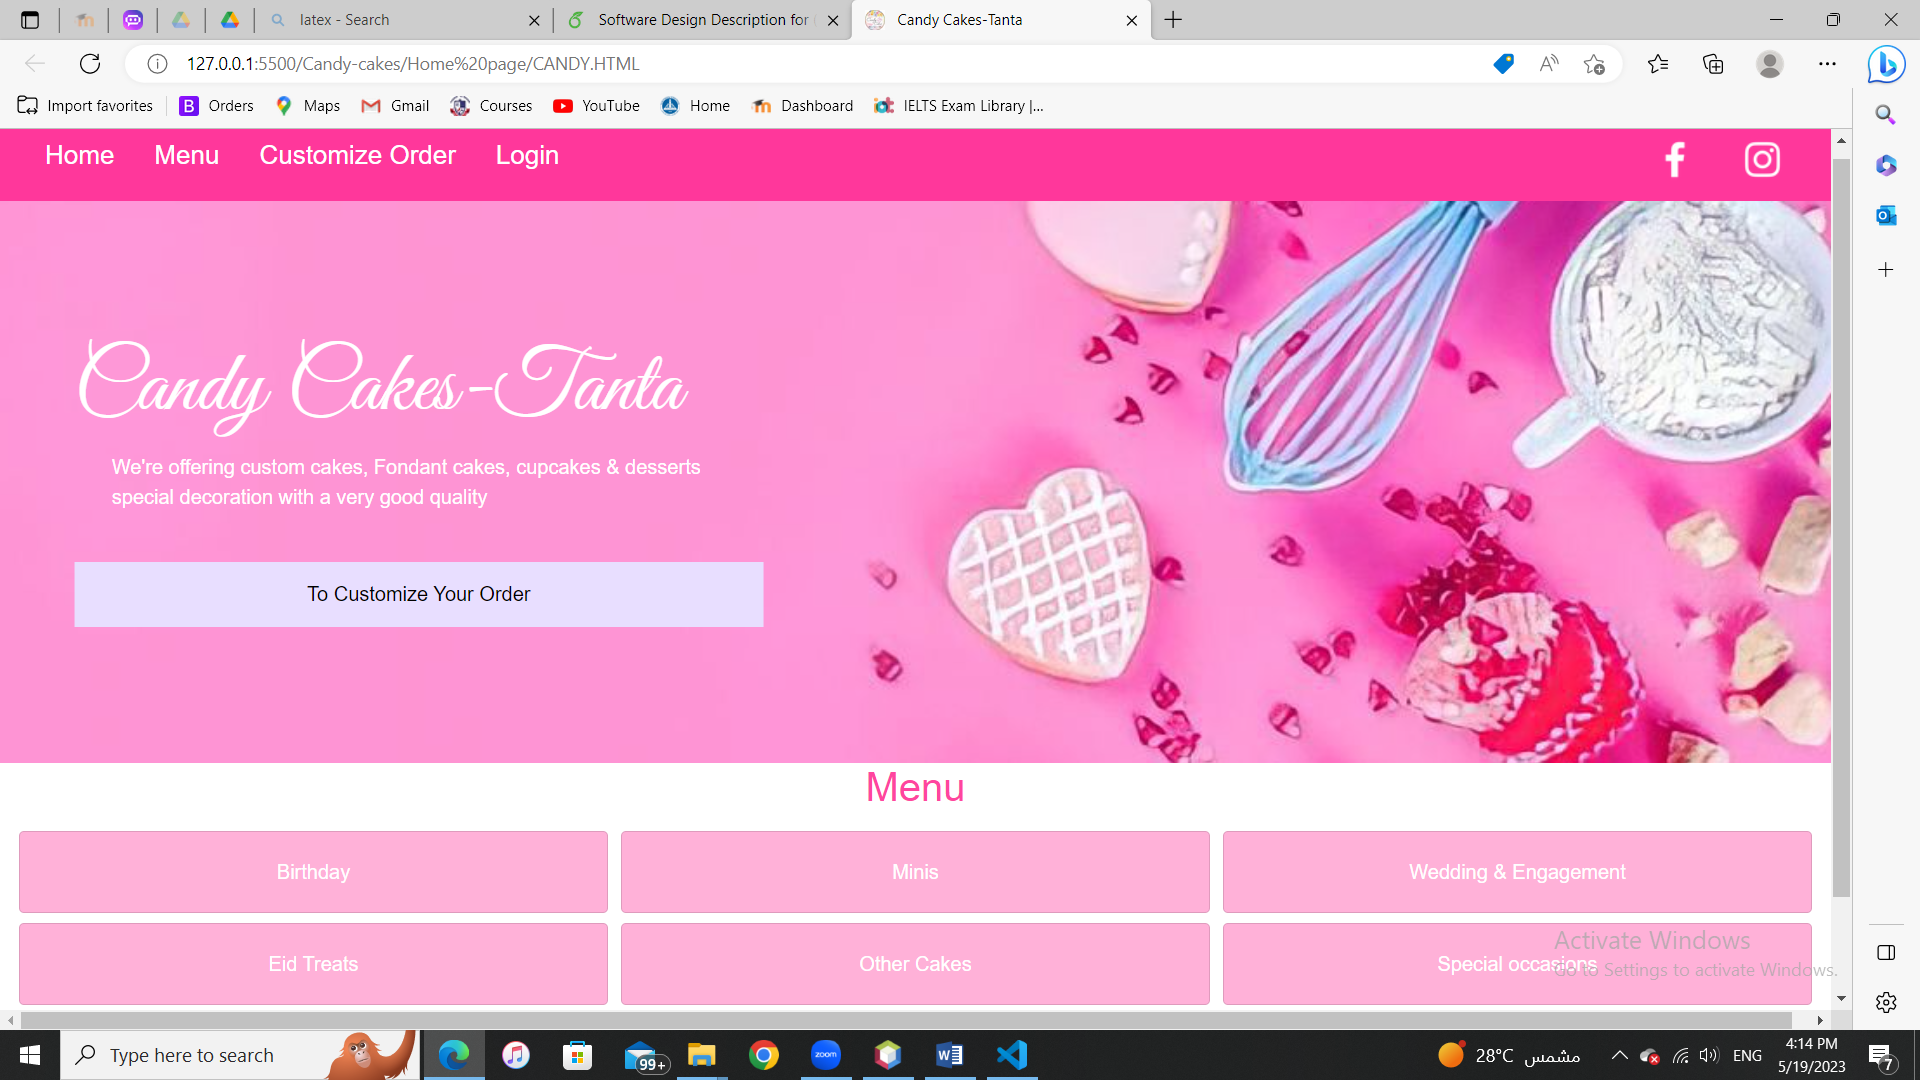 latex - Search
Software Design Description for
Candy Cakes-Tanta
127.0.0.1:5500/Candy-cakes/Home%20page/CANDY.HTML
Import favorites
Orders
Maps
Gmail
Courses
YouTube
Home
Dashboard
IELTS Exam Library |...
Home
Menu
Customize Order
Login
Candy Cakes-Tanta
We're offering custom cakes, Fondant cakes, cupcakes & desserts
special decoration with a very good quality
To Customize Your Order
Menu
Birthday
Minis
Wedding & Engagement
Eid Treats
Other Cakes
Special occasions
Activate Windows
Go to Settings to activate Windows.
Type here to search
99+
zoom
28°C مشمس
ENG
4:14 PM
5/19/2023
7